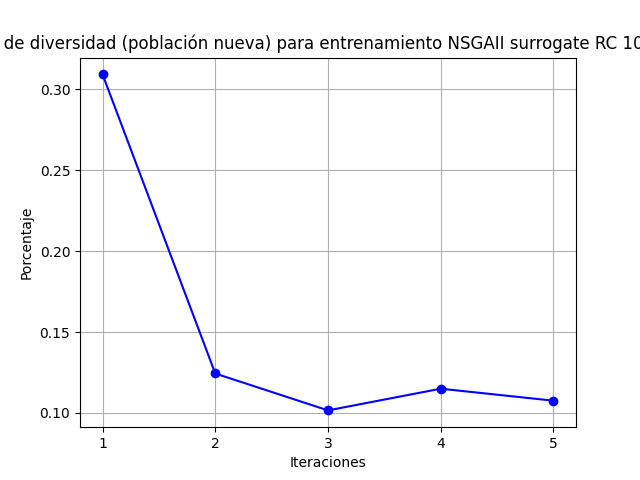 de diversidad (población nueva) para entrenamiento NSGAII surrogate RC 10
0.30
0.25
0.20
0.15
0.10
Porcentaje
1 2 3 4 5
Iteraciones